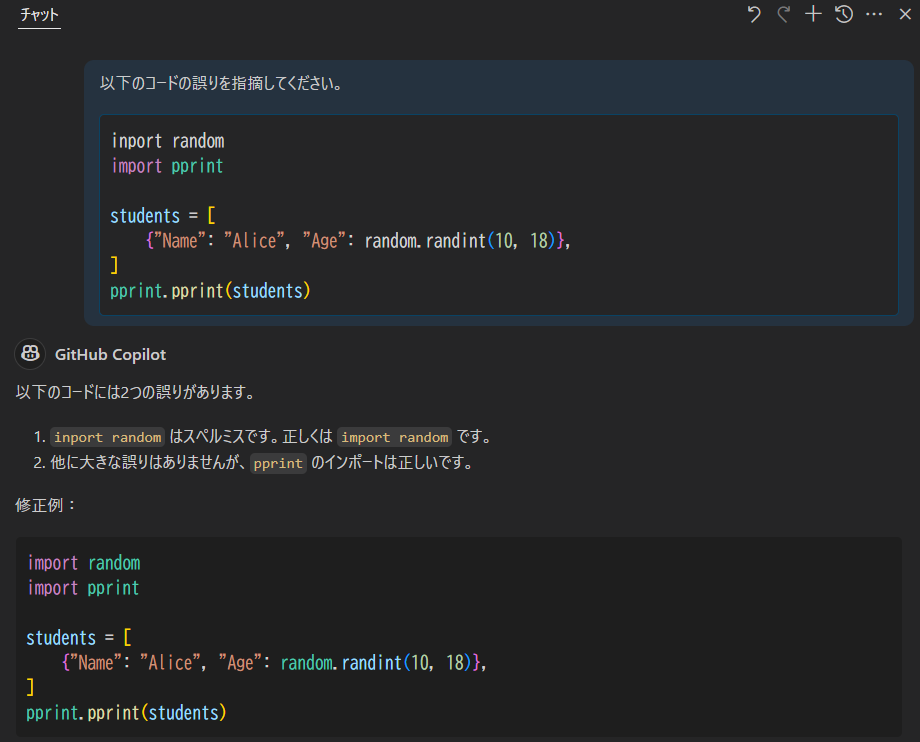 チャット
以下のコードの誤りを指摘してください。
inport random
import pprint
students = [
    {"Name": "Alice", "Age": random.randint(10, 18)},
]
pprint.pprint(students)
GitHub Copilot
以下のコードには2つの誤りがあります。
1. inport random はスペルミスです。正しくは import random です。
2. 他に大きな誤りはありませんが、pprint のインポートは正しいです。
修正例：
import random
import pprint
students = [
    {"Name": "Alice", "Age": random.randint(10, 18)},
]
pprint.pprint(students)